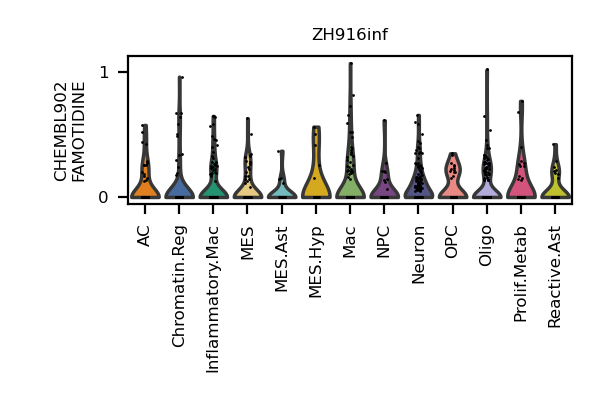 ZH916inf
CHEMBL902
FAMOTIDINE
1
0
AC
Chromatin.Reg
Inflammatory.Mac
MES
MES.Ast
MES.Hyp
Mac
NPC
Neuron
OPC
Oligo
Prolif.Metab
Reactive.Ast